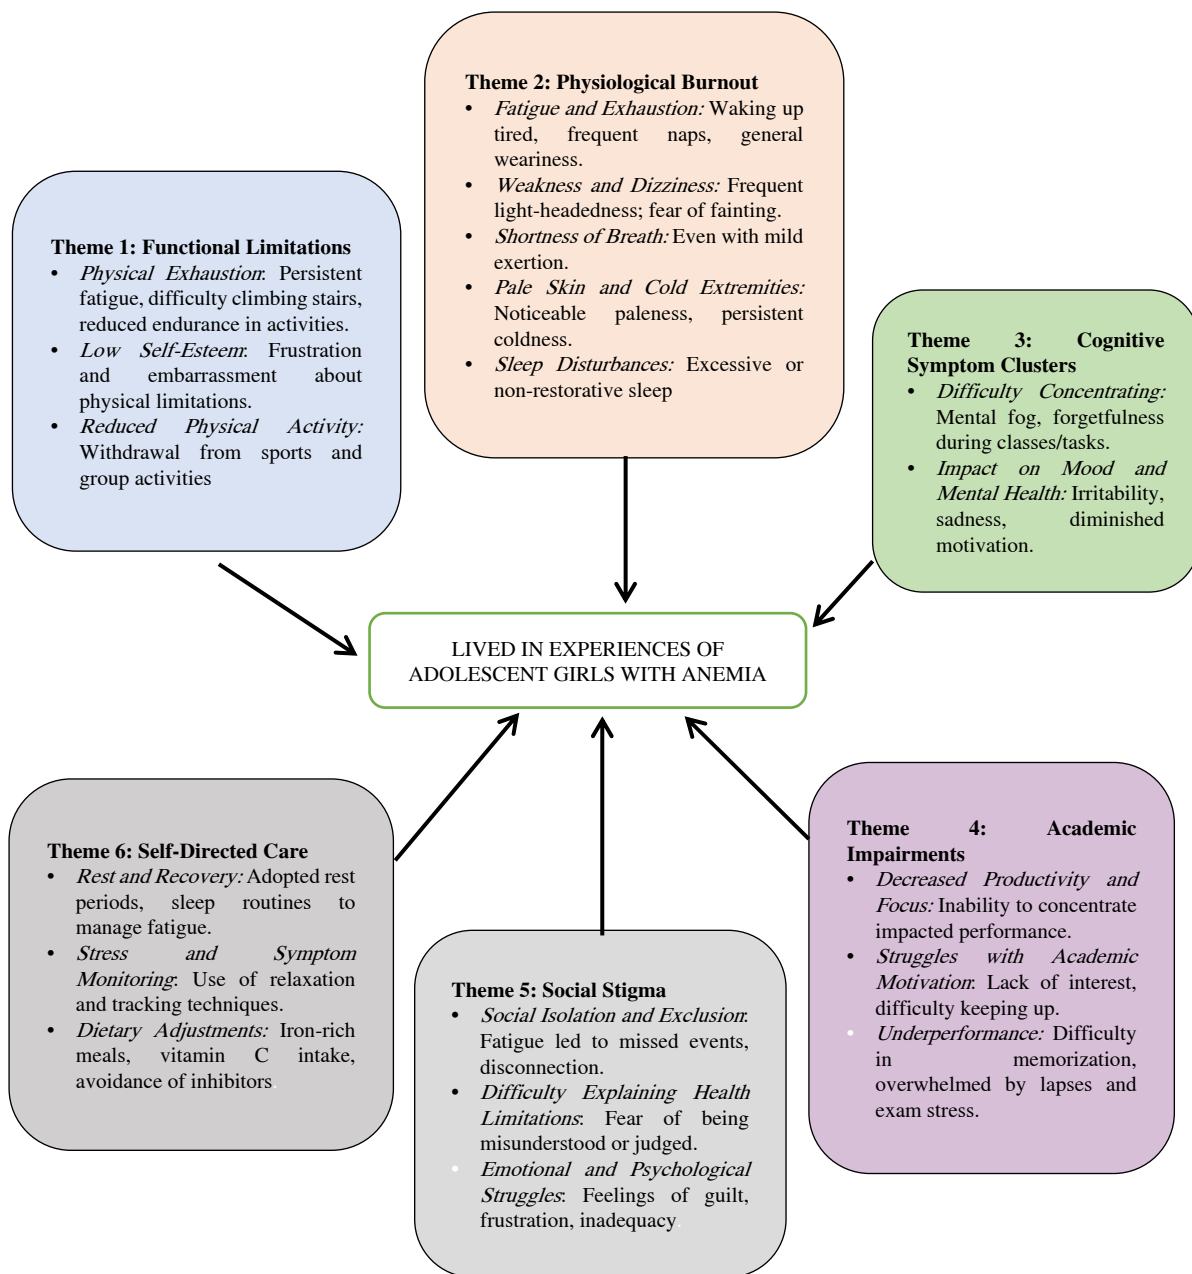 Theme 1: Functional Limitations
• Physical Exhaustion: Persistent
fatigue, difficulty climbing stairs,
reduced endurance in activities.
• Low Self-Esteem: Frustration
and embarrassment about
physical limitations.
• Reduced Physical Activity:
Withdrawal from sports and
group activities
Theme 2: Physiological Burnout
• Fatigue and Exhaustion: Waking up
tired, frequent naps, general
weariness.
• Weakness and Dizziness: Frequent
light-headedness; fear of fainting.
• Shortness of Breath: Even with mild
exertion.
• Pale Skin and Cold Extremities:
Noticeable paleness, persistent
coldness.
• Sleep Disturbances: Excessive or
non-restorative sleep
Theme 3: Cognitive
Symptom Clusters
• Difficulty Concentrating:
Mental fog, forgetfulness
during classes/tasks.
• Impact on Mood and
Mental Health: Irritability,
sadness, diminished
motivation.
LIVED IN EXPERIENCES OF
ADOLESCENT GIRLS WITH ANEMIA
Theme 4: Academic
Impairments
• Decreased Productivity and
Focus: Inability to concentrate
impacted performance.
• Struggles with Academic
Motivation: Lack of interest,
difficulty keeping up.
• Underperformance: Difficulty
in memorization,
overwhelmed by lapses and
exam stress.
Theme 5: Social Stigma
• Social Isolation and Exclusion:
Fatigue led to missed events,
disconnection.
• Difficulty Explaining Health
Limitations: Fear of being
misunderstood or judged.
• Emotional and Psychological
Struggles: Feelings of guilt,
frustration, inadequacy.
Theme 6: Self-Directed Care
• Rest and Recovery: Adopted rest
periods, sleep routines to
manage fatigue.
• Stress and Symptom
Monitoring: Use of relaxation
and tracking techniques.
• Dietary Adjustments: Iron-rich
meals, vitamin C intake,
avoidance of inhibitors.